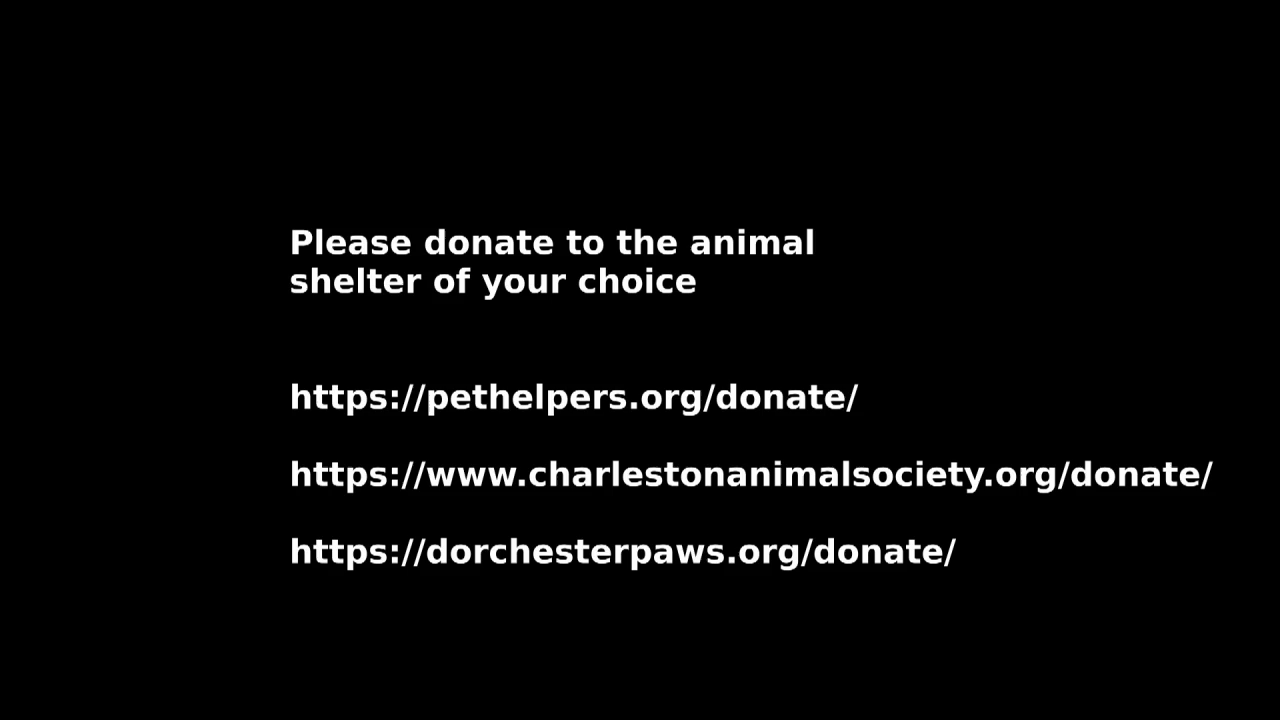 Please donate to the animal
shelter of your choice
https://pethelpers.org/donate/
https://www.charlestonanimalsociety.org/donate/
https://dorchesterpaws.org/donate/